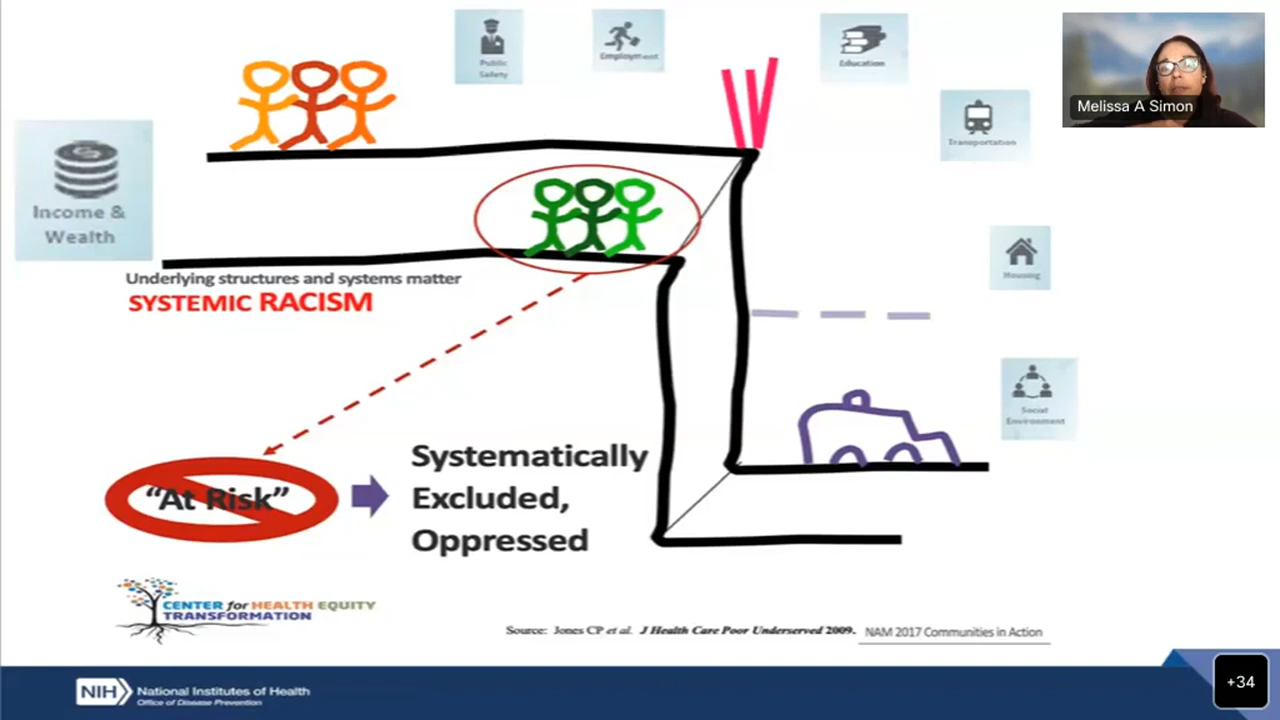 Public
Safety
Employment
Education
Melissa A Simon
Transportation
Income &
Wealth
Housing
Underlying structures and systems matter
SYSTEMIC RACISM
Social
Environment
"At Risk"
Systematically
Excluded,
Oppressed
CENTER for HEALTH EQUITY
TRANSFORMATION
Source: Jones CP et al. J Health Care Poor Underserved 2009. NAM 2017 Communities in Action
NIH National Institutes of Health
Office of Disease Prevention
+34